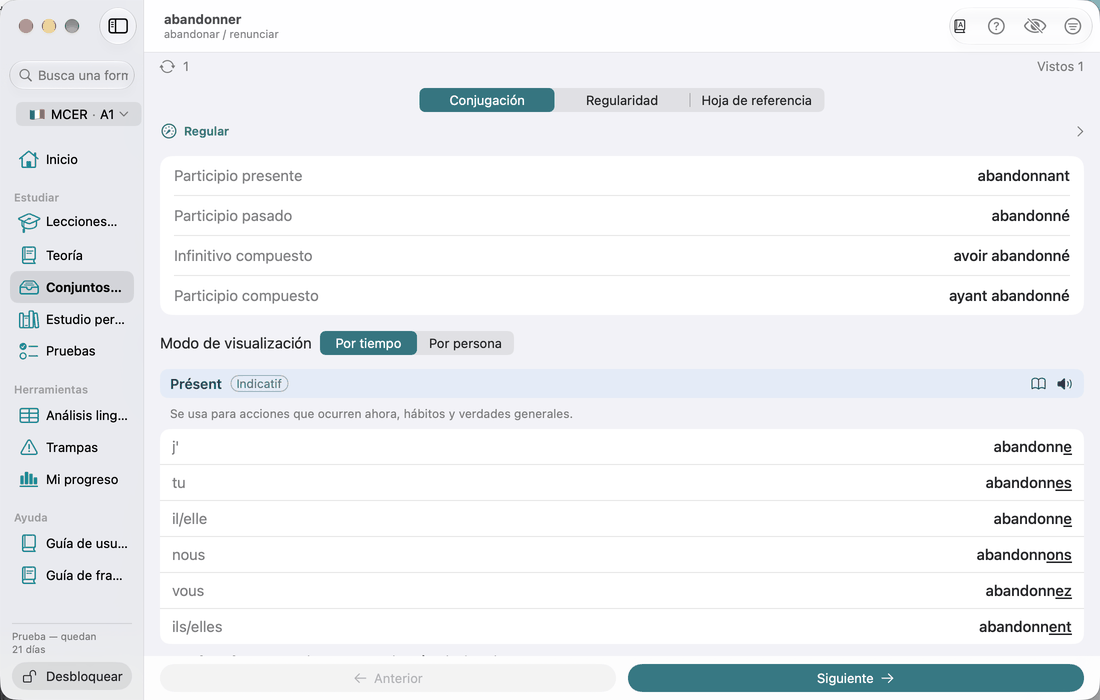 abandonner
abandonar / renunciar
Busca una forn
MCER · A1
Inicio
Estudiar
Lecciones...
Teoría
Conjuntos...
Estudio per...
Pruebas
Herramientas
Análisis ling...
Trampas
Mi progreso
Ayuda
Guía de usu...
Guía de fra...
Prueba — quedan
21 días
Desbloquear
1
Vistos 1
Conjugación
Regularidad
Hoja de referencia
Regular
Participio presente abandonnant
Participio pasado abandonné
Infinitivo compuesto avoir abandonné
Participio compuesto ayant abandonné
Modo de visualización Por tiempo Por persona
Présent Indicatif
Se usa para acciones que ocurren ahora, hábitos y verdades generales.
j' abandonne
tu abandonnes
il/elle abandonne
nous abandonnons
vous abandonnez
ils/elles abandonnent
Anterior
Siguiente